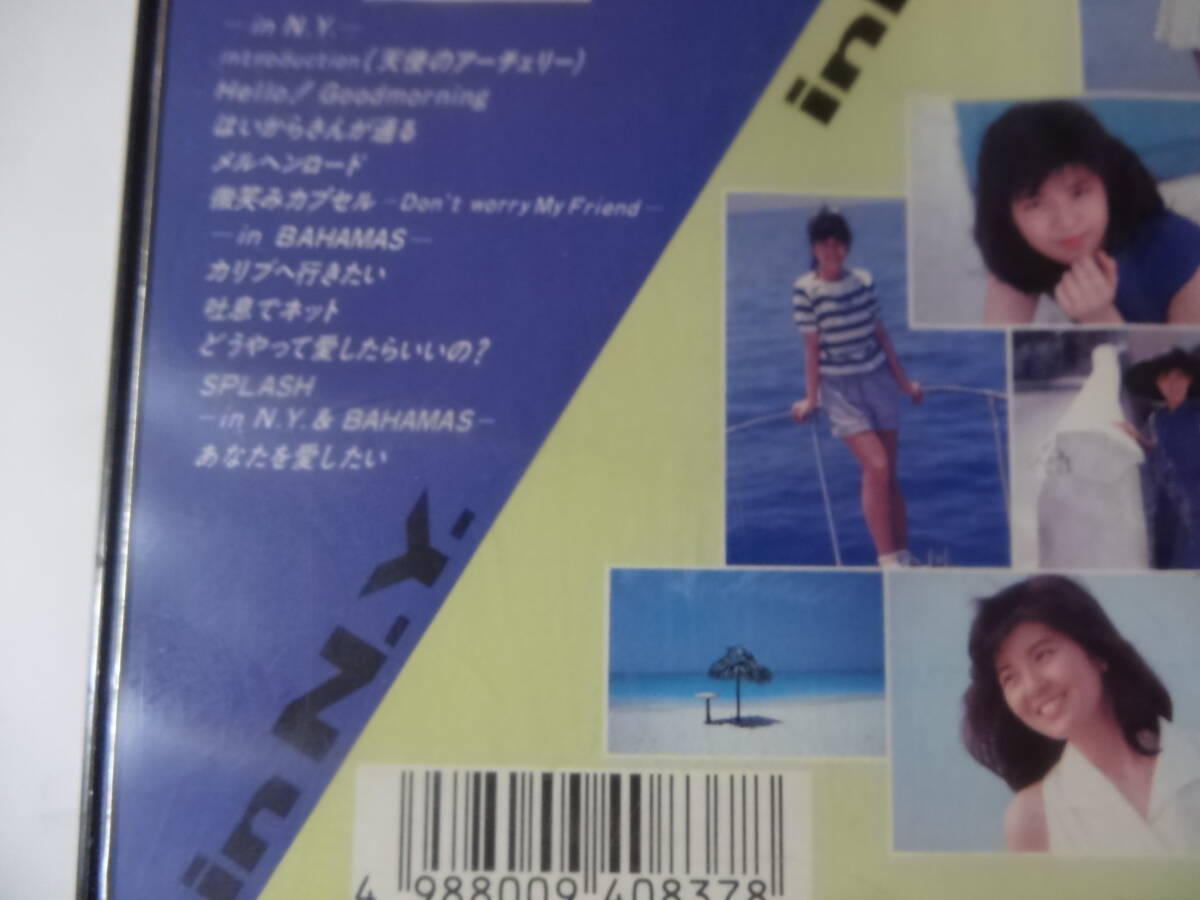 －in N.Y.－
introduction(天使のアーチェリー)
Hello! Goodmorning
はいからさんが通る
メルヘンロード
微笑みカプセル－Don't worry My Friend－
－in BAHAMAS－
カリブへ行きたい
吐息でネット
どうやって愛したらいいの?
SPLASH
－in N.Y. & BAHAMAS－
あなたを愛したい
in N.Y.
in
4 988009 408378